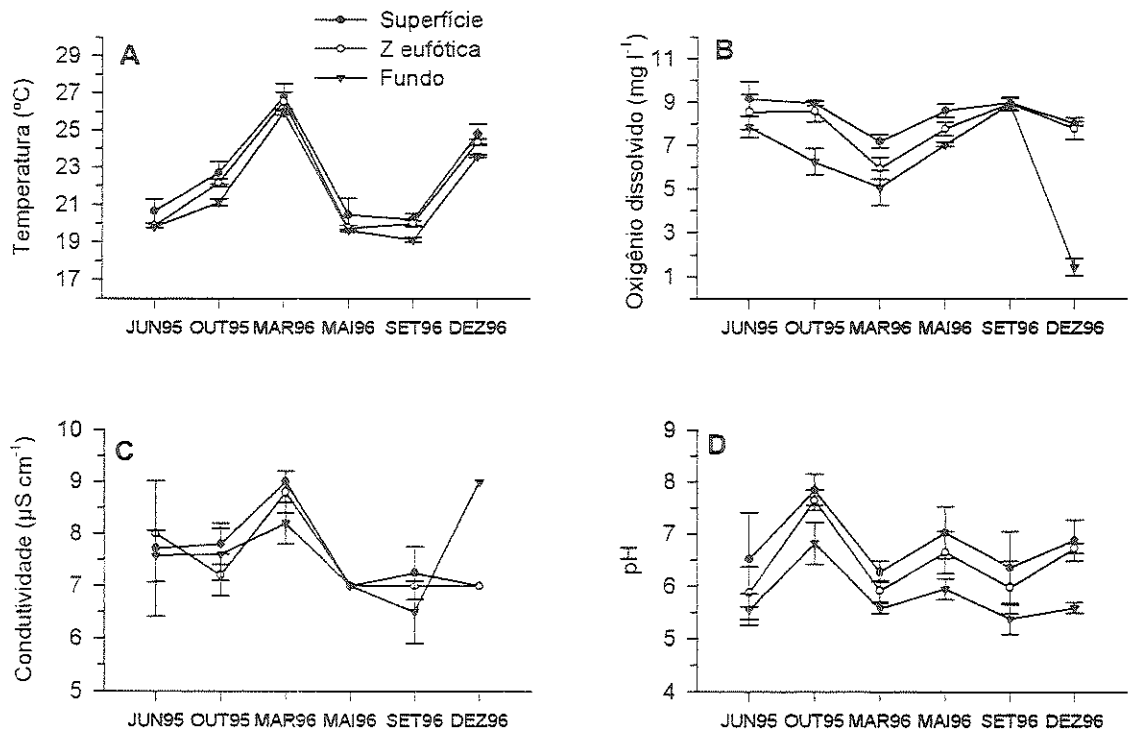 A
Superfície
Z eufótica
Fundo
Temperatura (ºC)
29
27
25
23
21
19
17
JUN95 OUT95 MAR96 MAI96 SET96 DEZ96
B
Oxigênio dissolvido (mg l⁻¹)
11
9
7
5
3
1
JUN95 OUT95 MAR96 MAI96 SET96 DEZ96
C
Condutividade (µS cm⁻¹)
10
9
8
7
6
5
JUN95 OUT95 MAR96 MAI96 SET96 DEZ96
D
pH
9
8
7
6
5
4
JUN95 OUT95 MAR96 MAI96 SET96 DEZ96